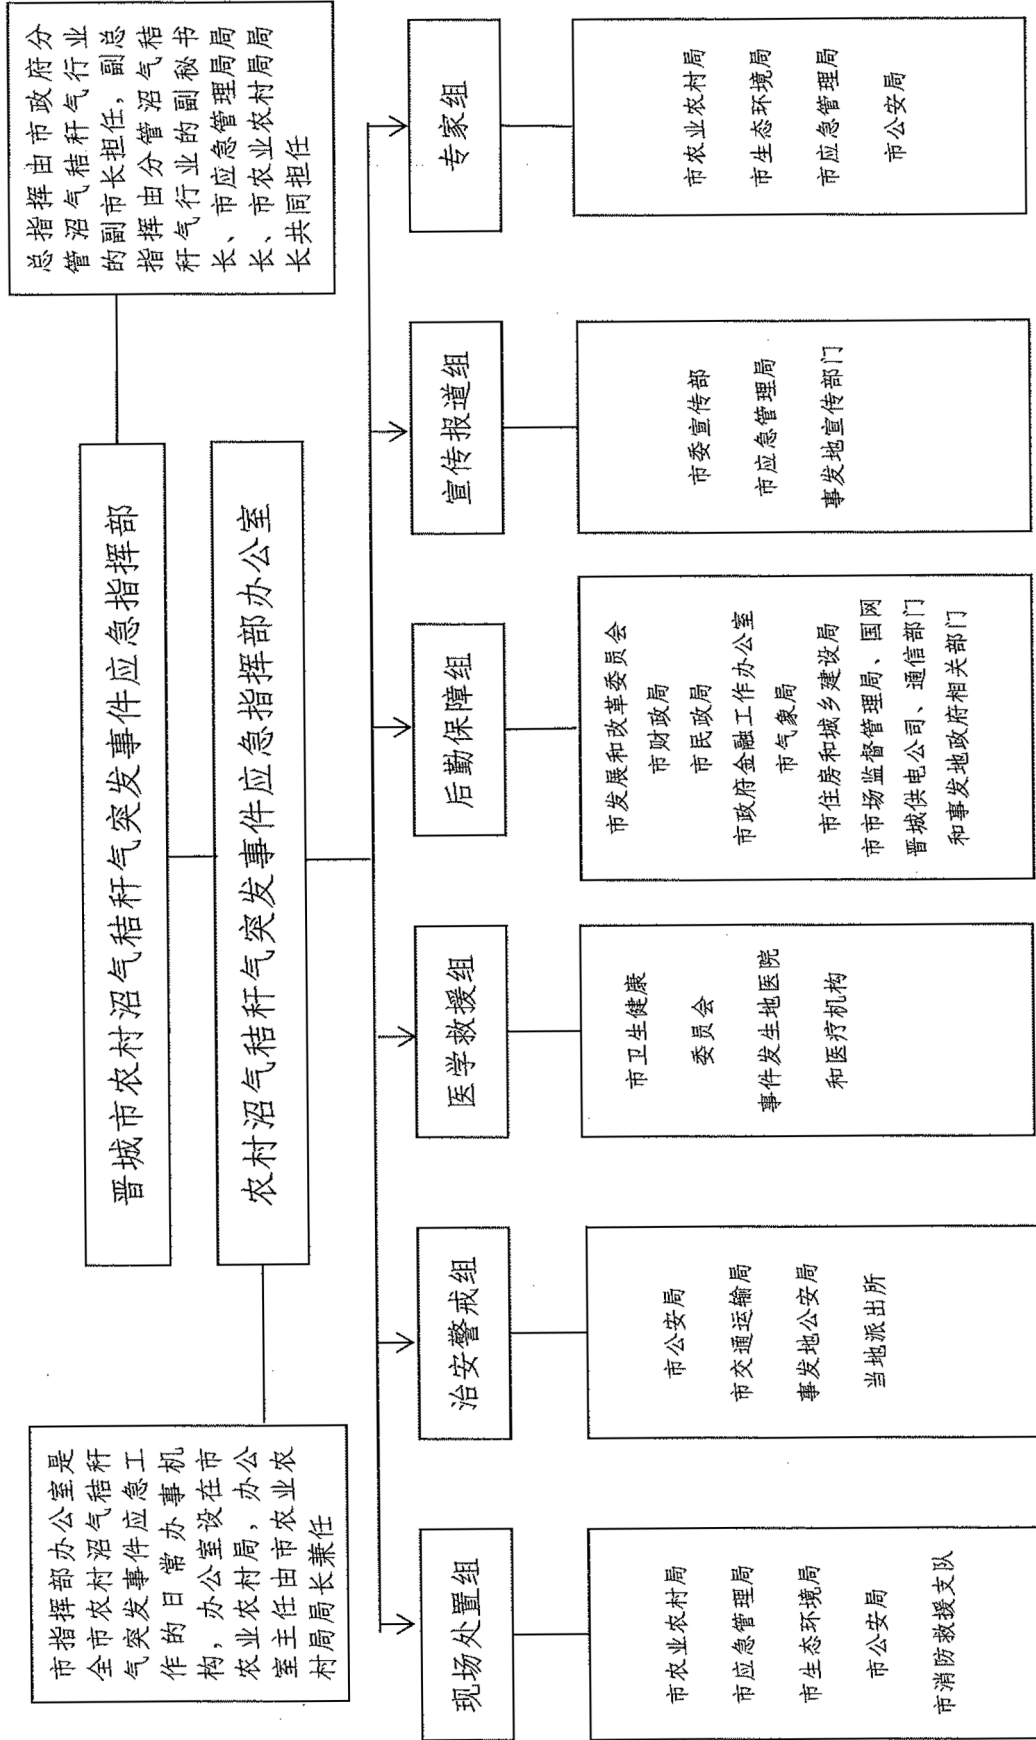 晋城市农村沼气秸秆气突发事件应急指挥部
总指挥由市政府分
管沼气秸秆气行业
的副市长担任,副总
指挥由分管沼气秸
秆气行业的副秘书
长、市应急管理局局
长、市农业农村局局
长共同担任
农村沼气秸秆气突发事件应急指挥部办公室
市指挥部办公室是
全市农村沼气秸秆
气突发事件应急工
作的日常办事机
构,办公室设在市
农业农村局,办公
室主任由市农业农
村局局长兼任
现场处置组
市农业农村局
市应急管理局
市生态环境局
市公安局
市消防救援支队
治安警戒组
市公安局
市交通运输局
事发地公安局
当地派出所
医学救援组
市卫生健康
委员会
事件发生地医院
和医疗机构
后勤保障组
市发展和改革委员会
市财政局
市民政局
市政府金融工作办公室
市气象局
市住房和城乡建设局
市市场监督管理局、国网
晋城供电公司、通信部门
和事发地政府相关部门
宣传报道组
市委宣传部
市应急管理局
事发地宣传部门
专家组
市农业农村局
市生态环境局
市应急管理局
市公安局